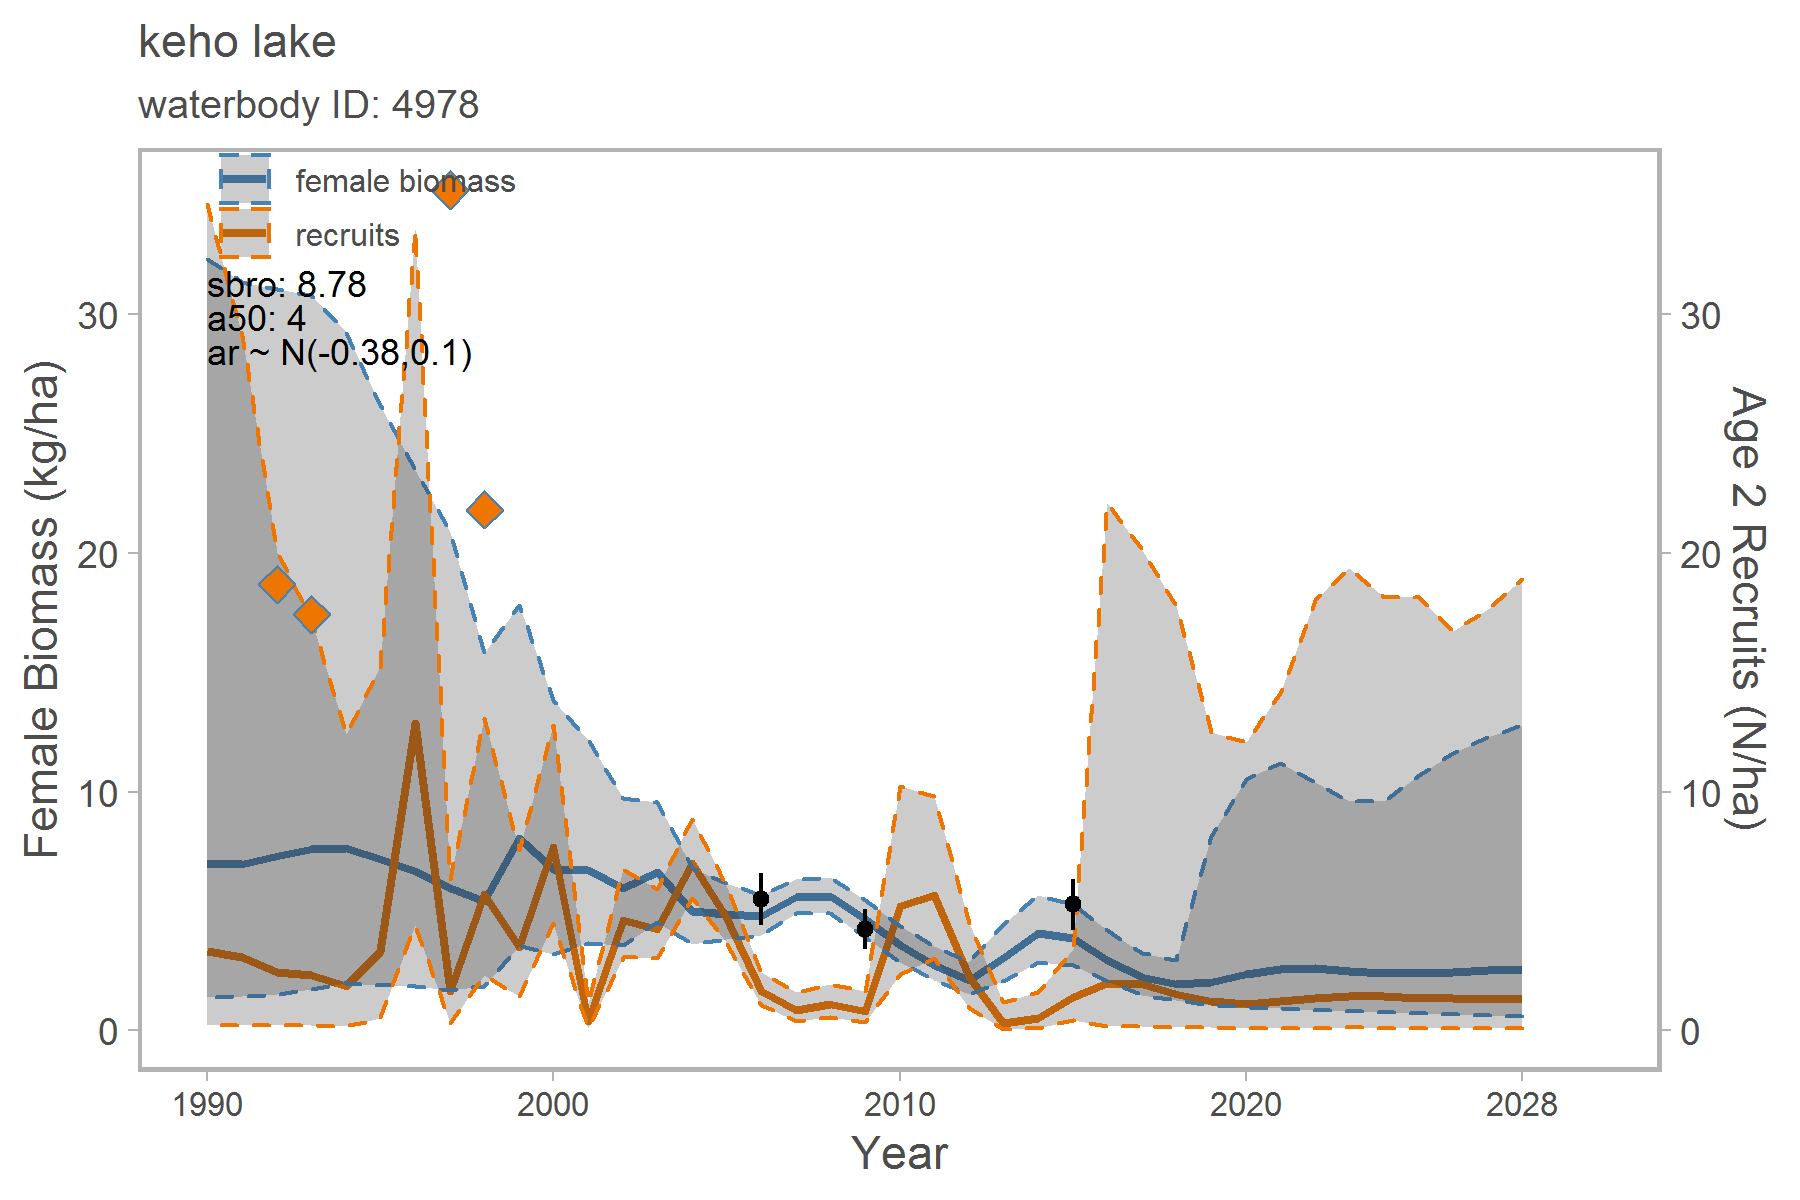 keho lake
waterbody ID: 4978
female biomass
recruits
sbro: 8.78
a50: 4
ar ~ N(-0.38,0.1)
Female Biomass (kg/ha)
30
20
10
0
30
20
10
0
Age 2 Recruits (N/ha)
1990 2000 2010 2020 2028
Year